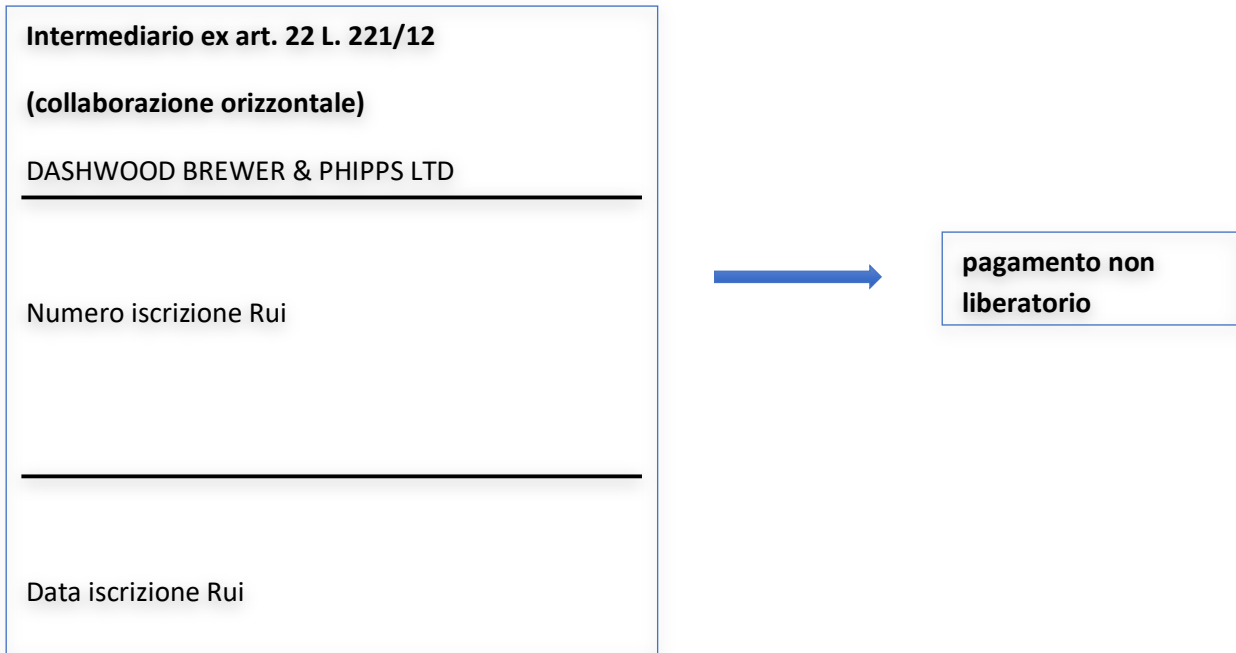 Intermediario ex art. 22 L. 221/12
(collaborazione orizzontale)
DASHWOOD BREWER & PHIPPS LTD
Numero iscrizione Rui
Data iscrizione Rui
pagamento non
liberatorio